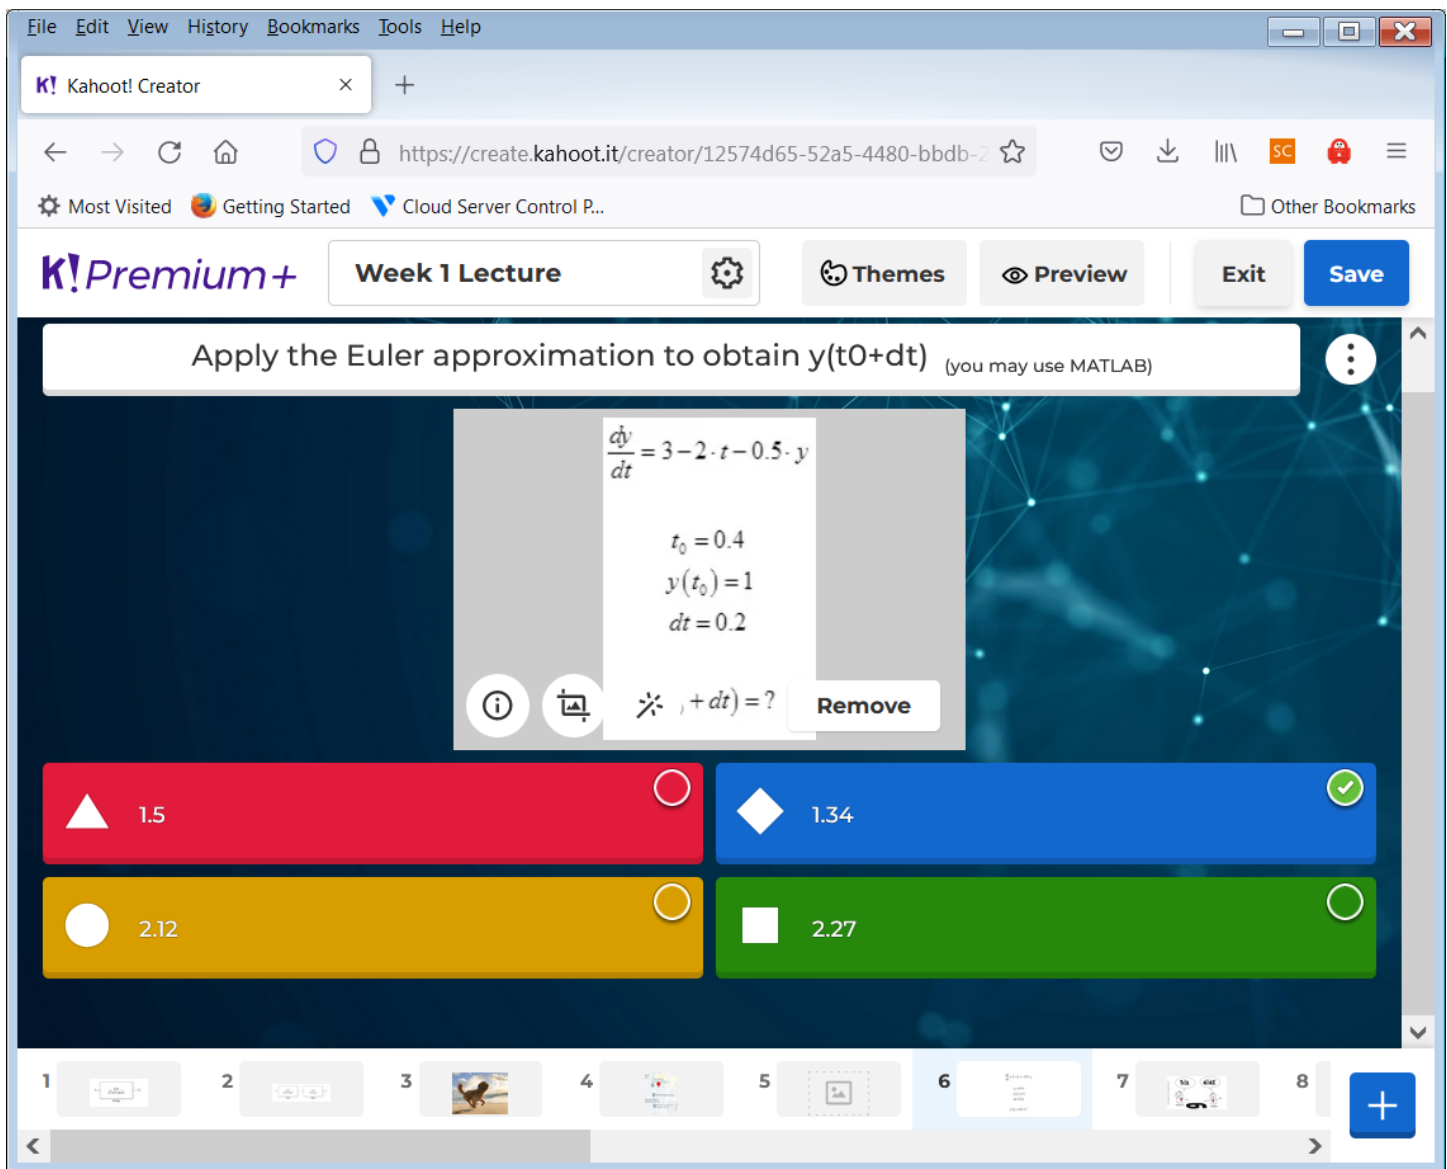 File Edit View History Bookmarks Tools Help
K! Kahoot! Creator
https://create.kahoot.it/creator/12574d65-52a5-4480-bbdb-2
SC
Most Visited Getting Started Cloud Server Control P... Other Bookmarks
K! Premium+ Week 1 Lecture Themes Preview Exit Save
Apply the Euler approximation to obtain y(t0+dt) (you may use MATLAB)
dy/dt = 3 − 2 · t − 0.5 · y
t₀ = 0.4
y(t₀) = 1
dt = 0.2
+ dt) = ? Remove
1.5 1.34
2.12 2.27
1 2 3 4 5 6 7 8